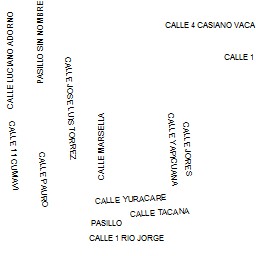 CALLE LUCIANO ADORNO
PASILLO SIN NOMBRE
CALLE 4 CASIANO VACA
CALLE 1
CALLE JOSE LUIS TORREZ
CALLE MARSELLA
CALLE YAPACUANA
CALLE JORES
CALLE 11 CUMAVI
CALLE PAURO
CALLE YURACARE
CALLE TACANA
PASILLO
CALLE 1 RIO JORGE